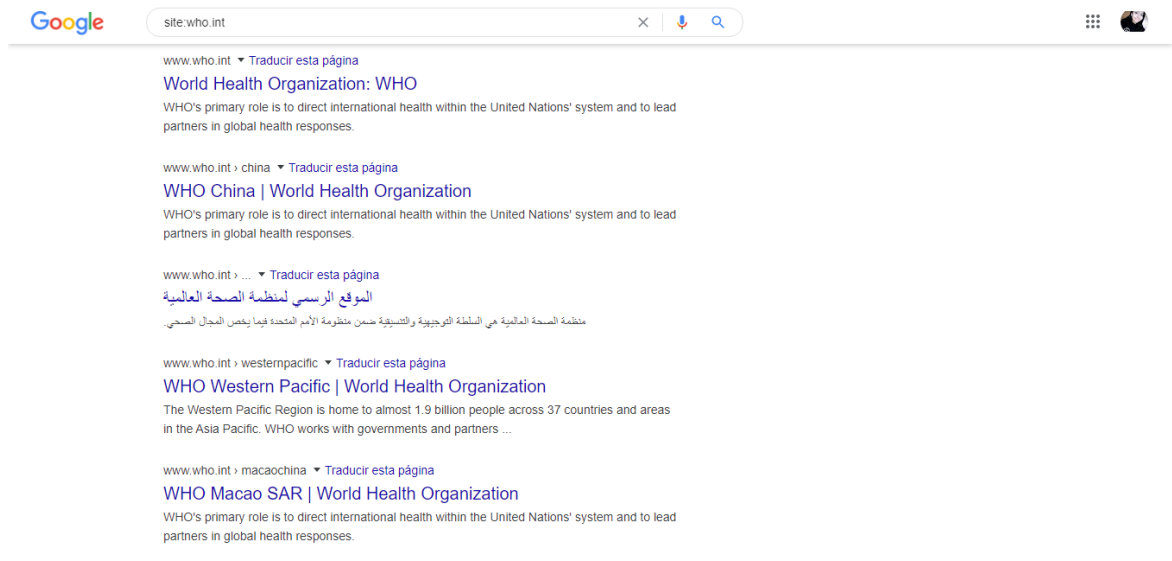 Google
site:who.int
www.who.int Traducir esta página
World Health Organization: WHO
WHO's primary role is to direct international health within the United Nations' system and to lead
partners in global health responses.
www.who.int › china Traducir esta página
WHO China | World Health Organization
WHO's primary role is to direct international health within the United Nations' system and to lead
partners in global health responses.
www.who.int › ... Traducir esta página
الموقع الرسمي لمنظمة الصحة العالمية
منظمة الصحة العالمية هي السلطة التوجيهية والتنسيقية ضمن منظومة الأمم المتحدة فيما يخص المجال الصحي.
www.who.int › westernpacific Traducir esta página
WHO Western Pacific | World Health Organization
The Western Pacific Region is home to almost 1.9 billion people across 37 countries and areas
in the Asia Pacific. WHO works with governments and partners ...
www.who.int › macaochina Traducir esta página
WHO Macao SAR | World Health Organization
WHO's primary role is to direct international health within the United Nations' system and to lead
partners in global health responses.